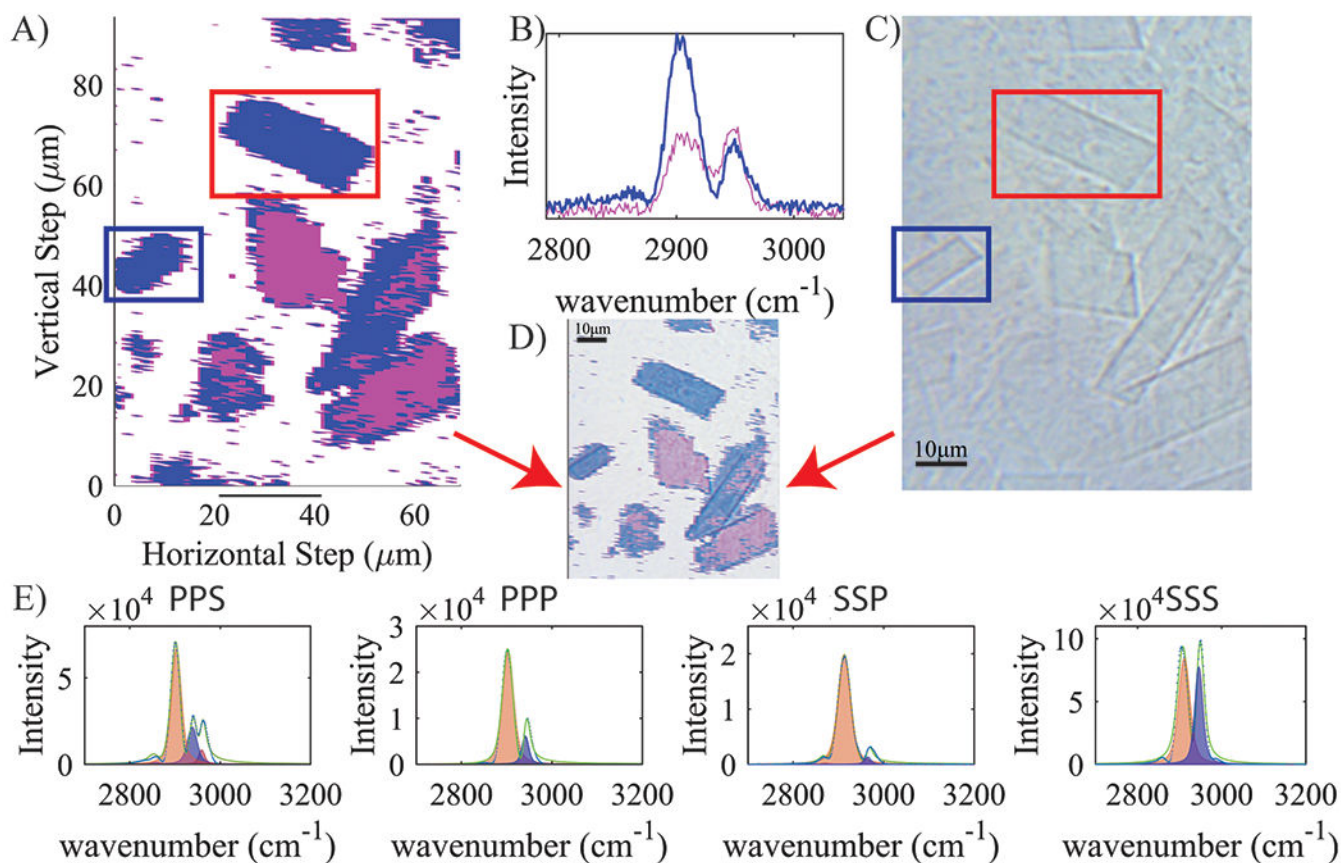 A)
Vertical Step (μm)
80
60
40
20
0
0 20 40 60
Horizontal Step (μm)
B)
Intensity
2800 2900 3000
wavenumber (cm⁻¹)
C)
10μm
D)
10μm
E)
×10⁴ PPS
Intensity
5
0
2800 3000 3200
wavenumber (cm⁻¹)
×10⁴ PPP
Intensity
3
2
1
0
2800 3000 3200
wavenumber (cm⁻¹)
×10⁴ SSP
Intensity
2
1
0
2800 3000 3200
wavenumber (cm⁻¹)
×10⁴SSS
Intensity
10
5
0
2800 3000 3200
wavenumber (cm⁻¹)